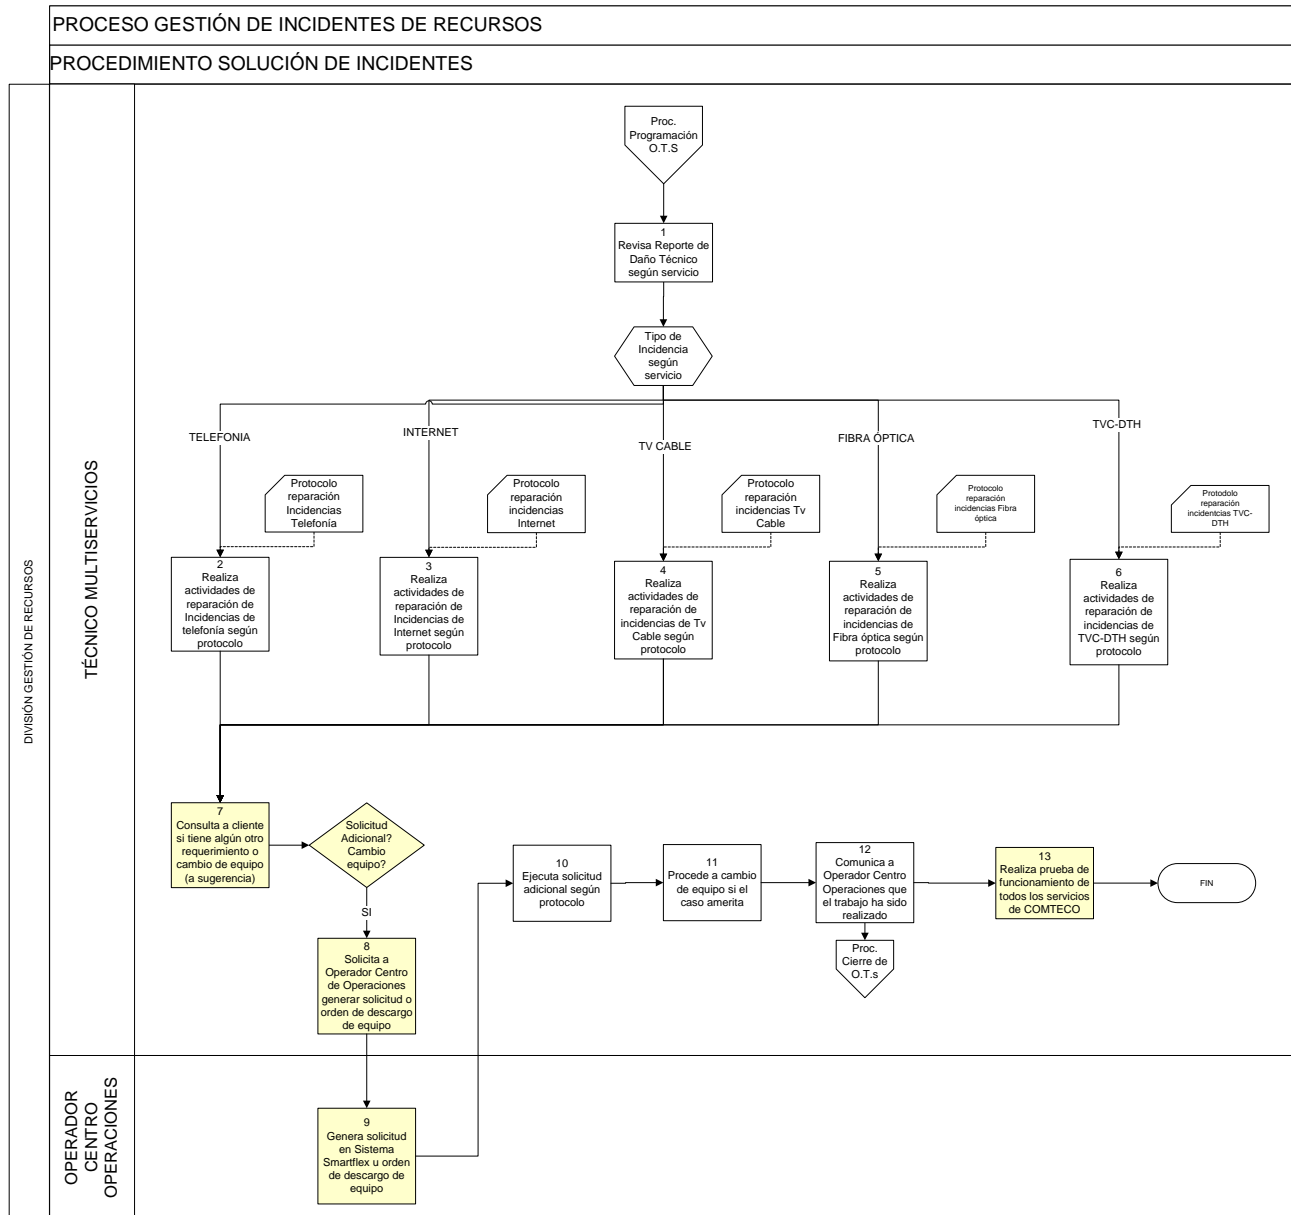 PROCESO GESTIÓN DE INCIDENTES DE RECURSOS
PROCEDIMIENTO SOLUCIÓN DE INCIDENTES
DIVISIÓN GESTIÓN DE RECURSOS
TÉCNICO MULTISERVICIOS
Proc.
Programación
O.T.S
1
Revisa Reporte de
Daño Técnico
según servicio
Tipo de
Incidencia
según
servicio
TELEFONIA
INTERNET
TV CABLE
FIBRA ÓPTICA
TVC-DTH
Protocolo
reparación
Incidencias
Telefonía
Protocolo
reparación
incidencias
Internet
Protocolo
reparación
incidencias Tv
Cable
Protocolo
reparación
incidencias Fibra
óptica
Protodolo
reparación
incidentcias TVC-
DTH
2
Realiza
actividades de
reparación de
Incidencias de
telefonía según
protocolo
3
Realiza
actividades de
reparación de
Incidencias de
Internet según
protocolo
4
Realiza
actividades de
reparación de
incidencias de Tv
Cable según
protocolo
5
Realiza
actividades de
reparación de
incidencias de
Fibra óptica según
protocolo
6
Realiza
actividades de
reparación de
incidencias de
TVC-DTH según
protocolo
7
Consulta a cliente
si tiene algún otro
requerimiento o
cambio de equipo
(a sugerencia)
Solicitud
Adicional?
Cambio
equipo?
SI
8
Solicita a
Operador Centro
de Operaciones
generar solicitud o
orden de descargo
de equipo
10
Ejecuta solicitud
adicional según
protocolo
11
Procede a cambio
de equipo si el
caso amerita
12
Comunica a
Operador Centro
Operaciones que
el trabajo ha sido
realizado
Proc.
Cierre de
O.T.s
13
Realiza prueba de
funcionamiento de
todos los servicios
de COMTECO
FIN
OPERADOR
CENTRO
OPERACIONES
9
Genera solicitud
en Sistema
Smartflex u orden
de descargo de
equipo